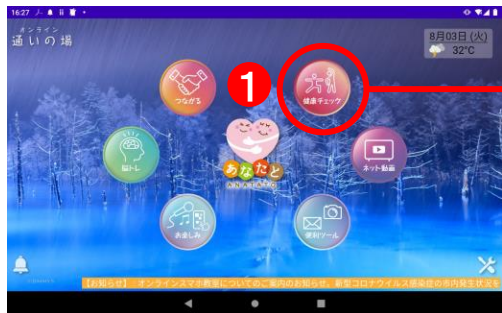 16:27
オンライン
通いの場
8月03日 (火)
32°C
1
つながる
健康チェック
脳トレ
あなたと
ANATATO
ネット動画
お楽しみ
便利ツール
【お知らせ】 オンラインスマホ教室についてのご案内のお知らせ。新型コロナウイルス感染症の市内発生状況を